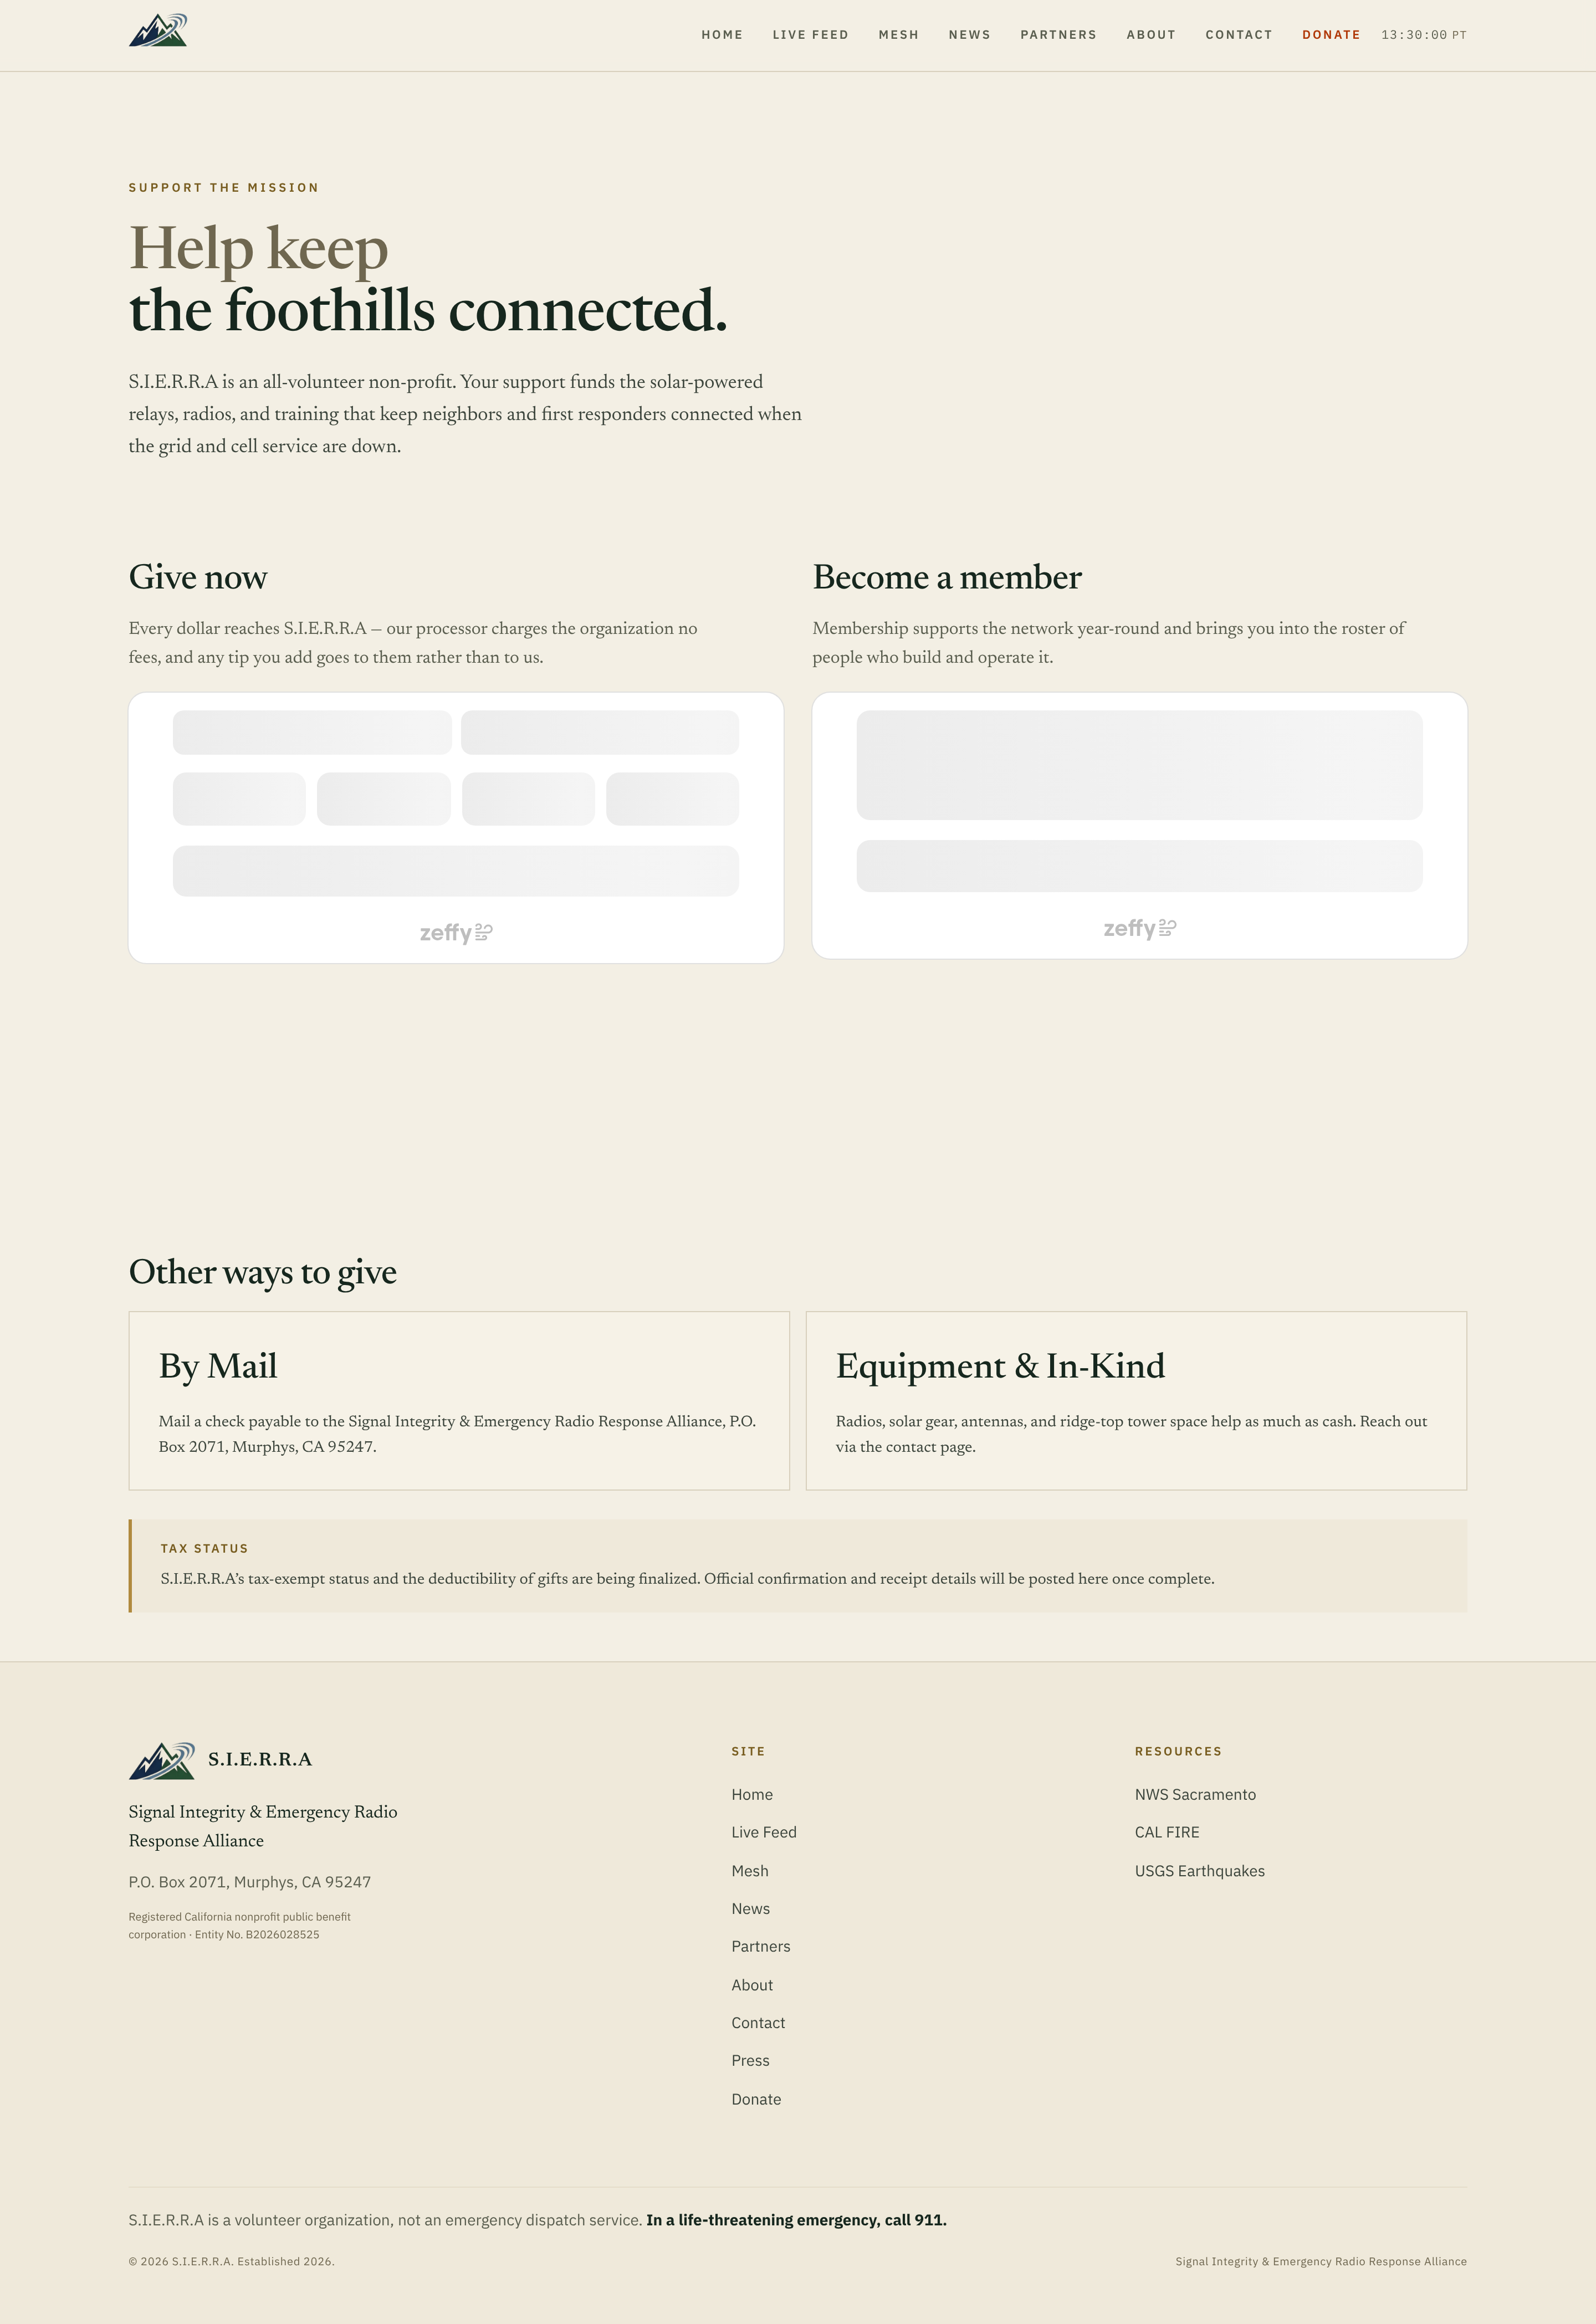 HOME LIVE FEED MESH NEWS PARTNERS ABOUT CONTACT DONATE 13:30:00 PT
SUPPORT THE MISSION
Help keep
the foothills connected.
S.I.E.R.R.A is an all-volunteer non-profit. Your support funds the solar-powered
relays, radios, and training that keep neighbors and first responders connected when
the grid and cell service are down.
Give now
Every dollar reaches S.I.E.R.R.A — our processor charges the organization no
fees, and any tip you add goes to them rather than to us.
zeffy
Become a member
Membership supports the network year-round and brings you into the roster of
people who build and operate it.
zeffy
Other ways to give
By Mail
Mail a check payable to the Signal Integrity & Emergency Radio Response Alliance, P.O.
Box 2071, Murphys, CA 95247.
Equipment & In-Kind
Radios, solar gear, antennas, and ridge-top tower space help as much as cash. Reach out
via the contact page.
TAX STATUS
S.I.E.R.R.A’s tax-exempt status and the deductibility of gifts are being finalized. Official confirmation and receipt details will be posted here once complete.
S.I.E.R.R.A
Signal Integrity & Emergency Radio
Response Alliance
P.O. Box 2071, Murphys, CA 95247
Registered California nonprofit public benefit
corporation · Entity No. B2026028525
SITE
Home
Live Feed
Mesh
News
Partners
About
Contact
Press
Donate
RESOURCES
NWS Sacramento
CAL FIRE
USGS Earthquakes
S.I.E.R.R.A is a volunteer organization, not an emergency dispatch service. In a life-threatening emergency, call 911.
© 2026 S.I.E.R.R.A. Established 2026.
Signal Integrity & Emergency Radio Response Alliance